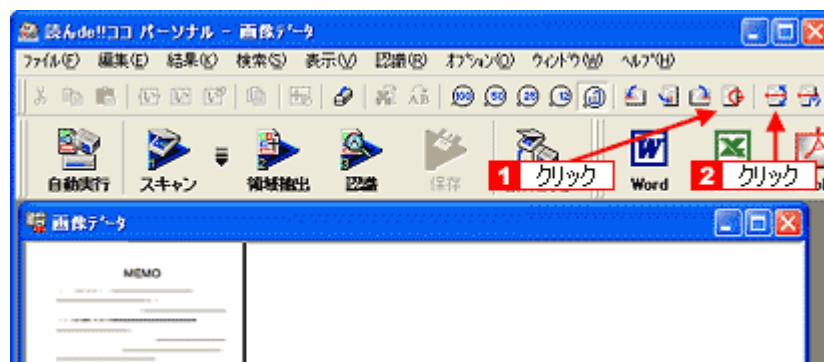 読んde!!ココ パーソナル - 画像データ
ファイル(F) 編集(E) 結果(K) 検索(S) 表示(V) 認識(R) オプション(O) ウィンドウ(W) ヘルプ(H)
100 50 25 12
1 クリック 2 クリック
自動実行 スキャン 領域抽出 認識 保存 Word
画像データ
MEMO